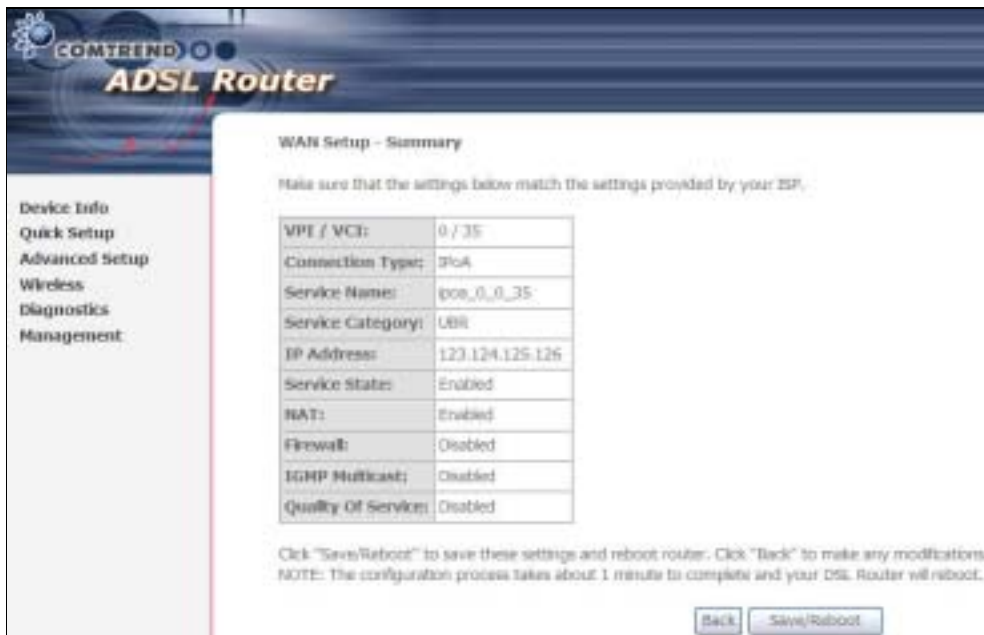 COMTREND
ADSL Router
Device Info
Quick Setup
Advanced Setup
Wireless
Diagnostics
Management
WAN Setup - Summary
Make sure that the settings below match the settings provided by your ISP.
VPI / VCI: 0 / 35
Connection Type: IPoA
Service Name: ipoa_0_0_35
Service Category: UBR
IP Address: 123.124.125.126
Service State: Enabled
NAT: Enabled
Firewall: Disabled
IGMP Multicast: Disabled
Quality Of Service: Disabled
Click "Save/Reboot" to save these settings and reboot router. Click "Back" to make any modifications
NOTE: The configuration process takes about 1 minute to complete and your DSL Router will reboot.
Back Save/Reboot